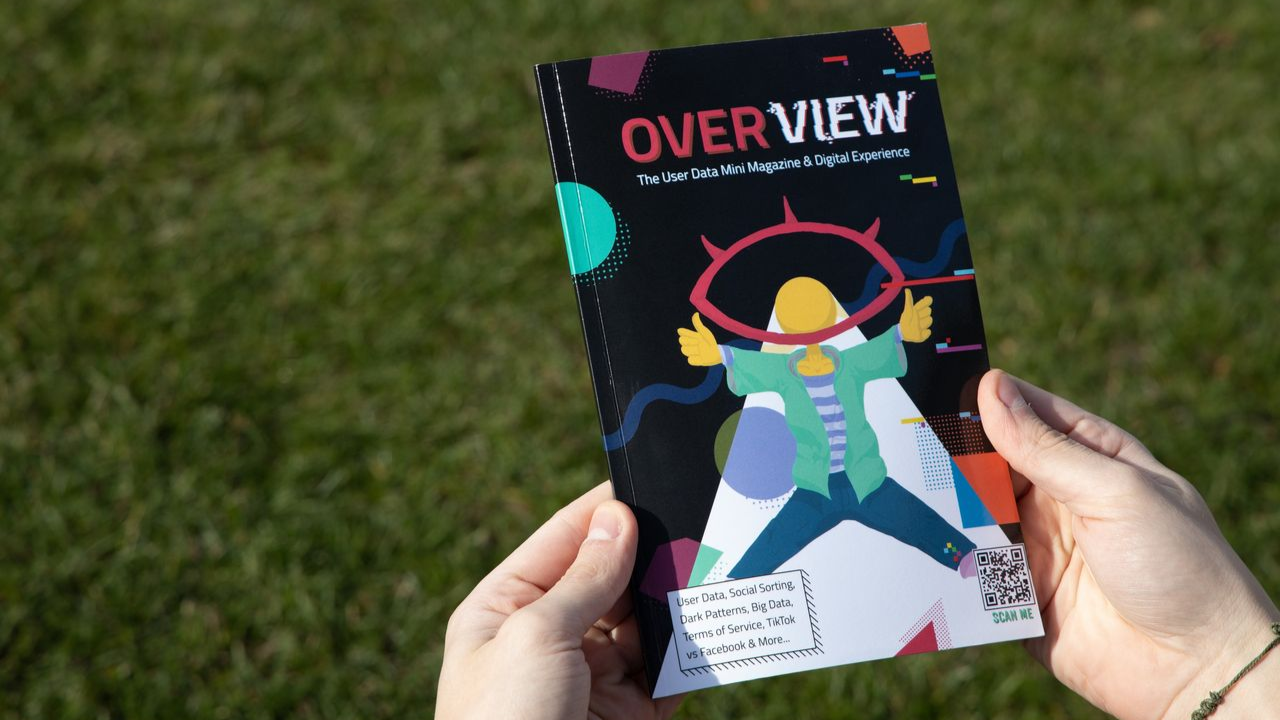 OVERVIEW
The User Data Mini Magazine & Digital Experience
User Data, Social Sorting,
Dark Patterns, Big Data,
Terms of Service, TikTok
vs Facebook & More...
SCAN ME